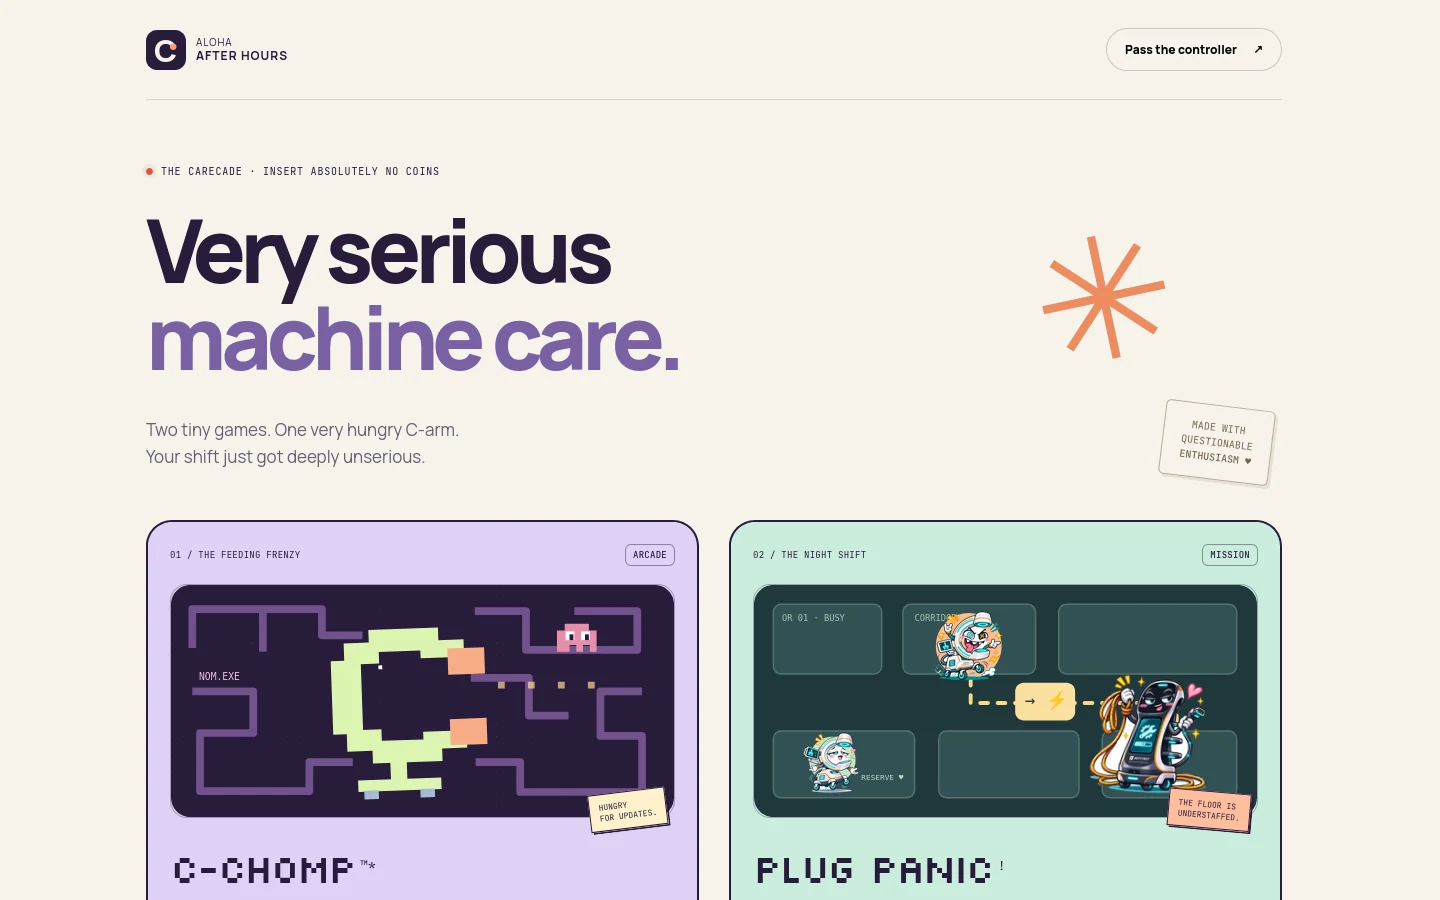 C
ALOHA
AFTER HOURS
Pass the controller ↗
THE CARECADE · INSERT ABSOLUTELY NO COINS
Very serious
machine care.
Two tiny games. One very hungry C-arm.
Your shift just got deeply unserious.
MADE WITH
QUESTIONABLE
ENTHUSIASM ♥
01 / THE FEEDING FRENZY
ARCADE
NOM.EXE
HUNGRY
FOR UPDATES.
C-CHOMP™*
02 / THE NIGHT SHIFT
MISSION
OR 01 · BUSY
→ ⚡
RESERVE ♥
THE FLOOR IS
UNDERSTAFFED.
PLUG PANIC!